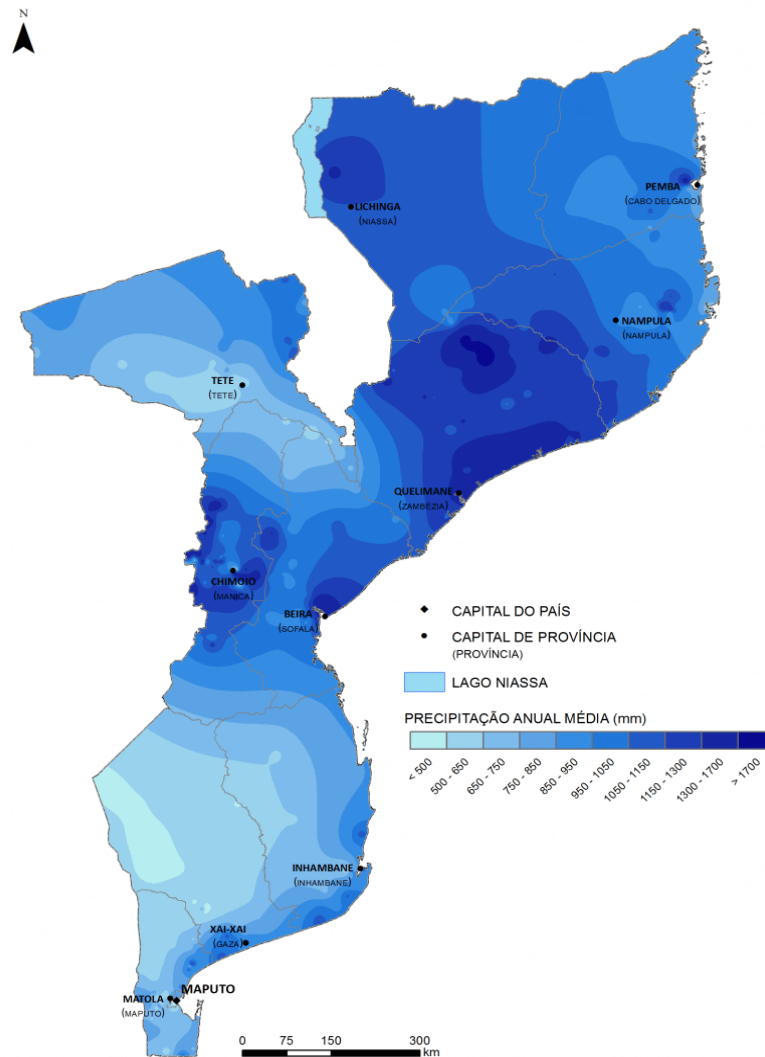 N
PEMBA
(CABO DELGADO)
LICHINGA
(NIASSA)
NAMPULA
(NAMPULA)
TETE
(TETE)
QUELIMANE
(ZAMBÉZIA)
CHIMOIO
(MANICA)
BEIRA
(SOFALA)
CAPITAL DO PAÍS
CAPITAL DE PROVÍNCIA
(PROVÍNCIA)
LAGO NIASSA
PRECIPITAÇÃO ANUAL MÉDIA (mm)
< 500
500 - 650
650 - 750
750 - 850
850 - 950
950 - 1050
1050 - 1150
1150 - 1300
1300 - 1700
> 1700
INHAMBANE
(INHAMBANE)
XAI-XAI
(GAZA)
MAPUTO
MATOLA
(MAPUTO)
0 75 150 300
km